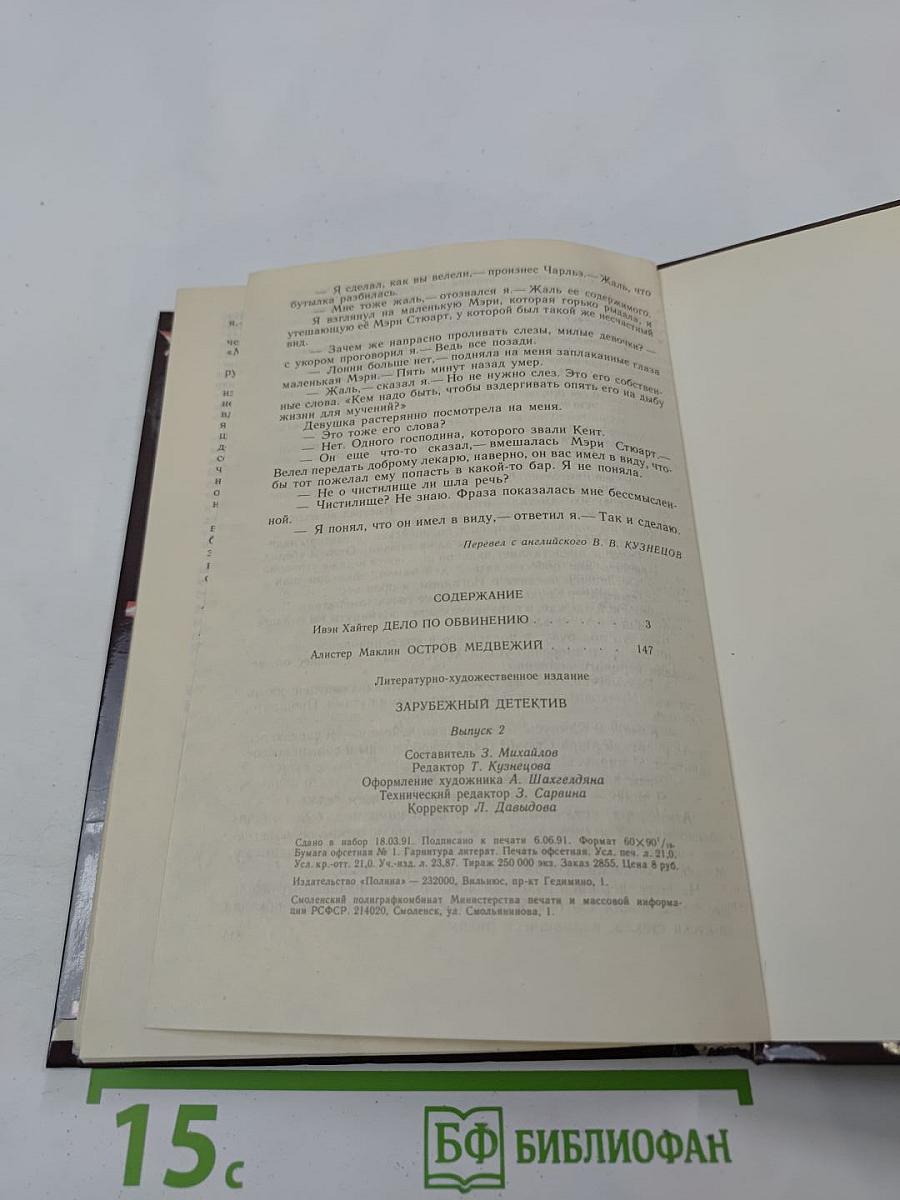 — Я сделал, как вы велели,— произнес Чарльз.— Жаль, что
бутылка разбилась.
— Мне тоже жаль,— отозвался я.— Жаль ее содержимого.
Я взглянул на маленькую Мэри, которая горько рыдала, и
утешающую её Мэри Стюарт, у которой был такой же несчастный
вид.
— Зачем же напрасно проливать слезы, милые девочки? —
с укором проговорил я.— Ведь все позади.
— Лонни больше нет,— подняла на меня заплаканные глаза
маленькая Мэри.— Пять минут назад умер.
— Жаль,— сказал я.— Но не нужно слез. Это его собствен-
ные слова. «Кем надо быть, чтобы вздергивать опять его на дыбу
жизни для мучений?»
Девушка растерянно посмотрела на меня.
— Это тоже его слова?
— Нет. Одного господина, которого звали Кент.
— Он еще что-то сказал,— вмешалась Мэри Стюарт.—
Велел передать доброму лекарю, наверно, он вас имел в виду, что-
бы тот пожелал ему попасть в какой-то бар. Я не поняла.
— Не о чистилище ли шла речь?
— Чистилище? Не знаю. Фраза показалась мне бессмыслен-
ной.
— Я понял, что он имел в виду,— ответил я.— Так и сделаю.
Перевел с английского В. В. КУЗНЕЦОВ
СОДЕРЖАНИЕ
Ивэн Хайтер ДЕЛО ПО ОБВИНЕНИЮ . . . . . . 3
Алистер Маклин ОСТРОВ МЕДВЕЖИЙ . . . . . 147
Литературно-художественное издание
ЗАРУБЕЖНЫЙ ДЕТЕКТИВ
Выпуск 2
Составитель З. Михайлов
Редактор Т. Кузнецова
Оформление художника А. Шахгелдяна
Технический редактор З. Сарвина
Корректор Л. Давыдова
Сдано в набор 18.03.91. Подписано к печати 6.06.91. Формат 60×90¹/₁₆.
Бумага офсетная № 1. Гарнитура литерат. Печать офсетная. Усл. печ. л. 21,0.
Усл. кр.-отт. 21,0. Уч.-изд. л. 23,87. Тираж 250 000 экз. Заказ 2855. Цена 8 руб.
Издательство «Полина» — 232000, Вильнюс, пр-кт Гедимино, 1.
Смоленский полиграфкомбинат Министерства печати и массовой информа-
ции РСФСР. 214020, Смоленск, ул. Смольянинова, 1.
15 с
БФ БИБЛИОФАН